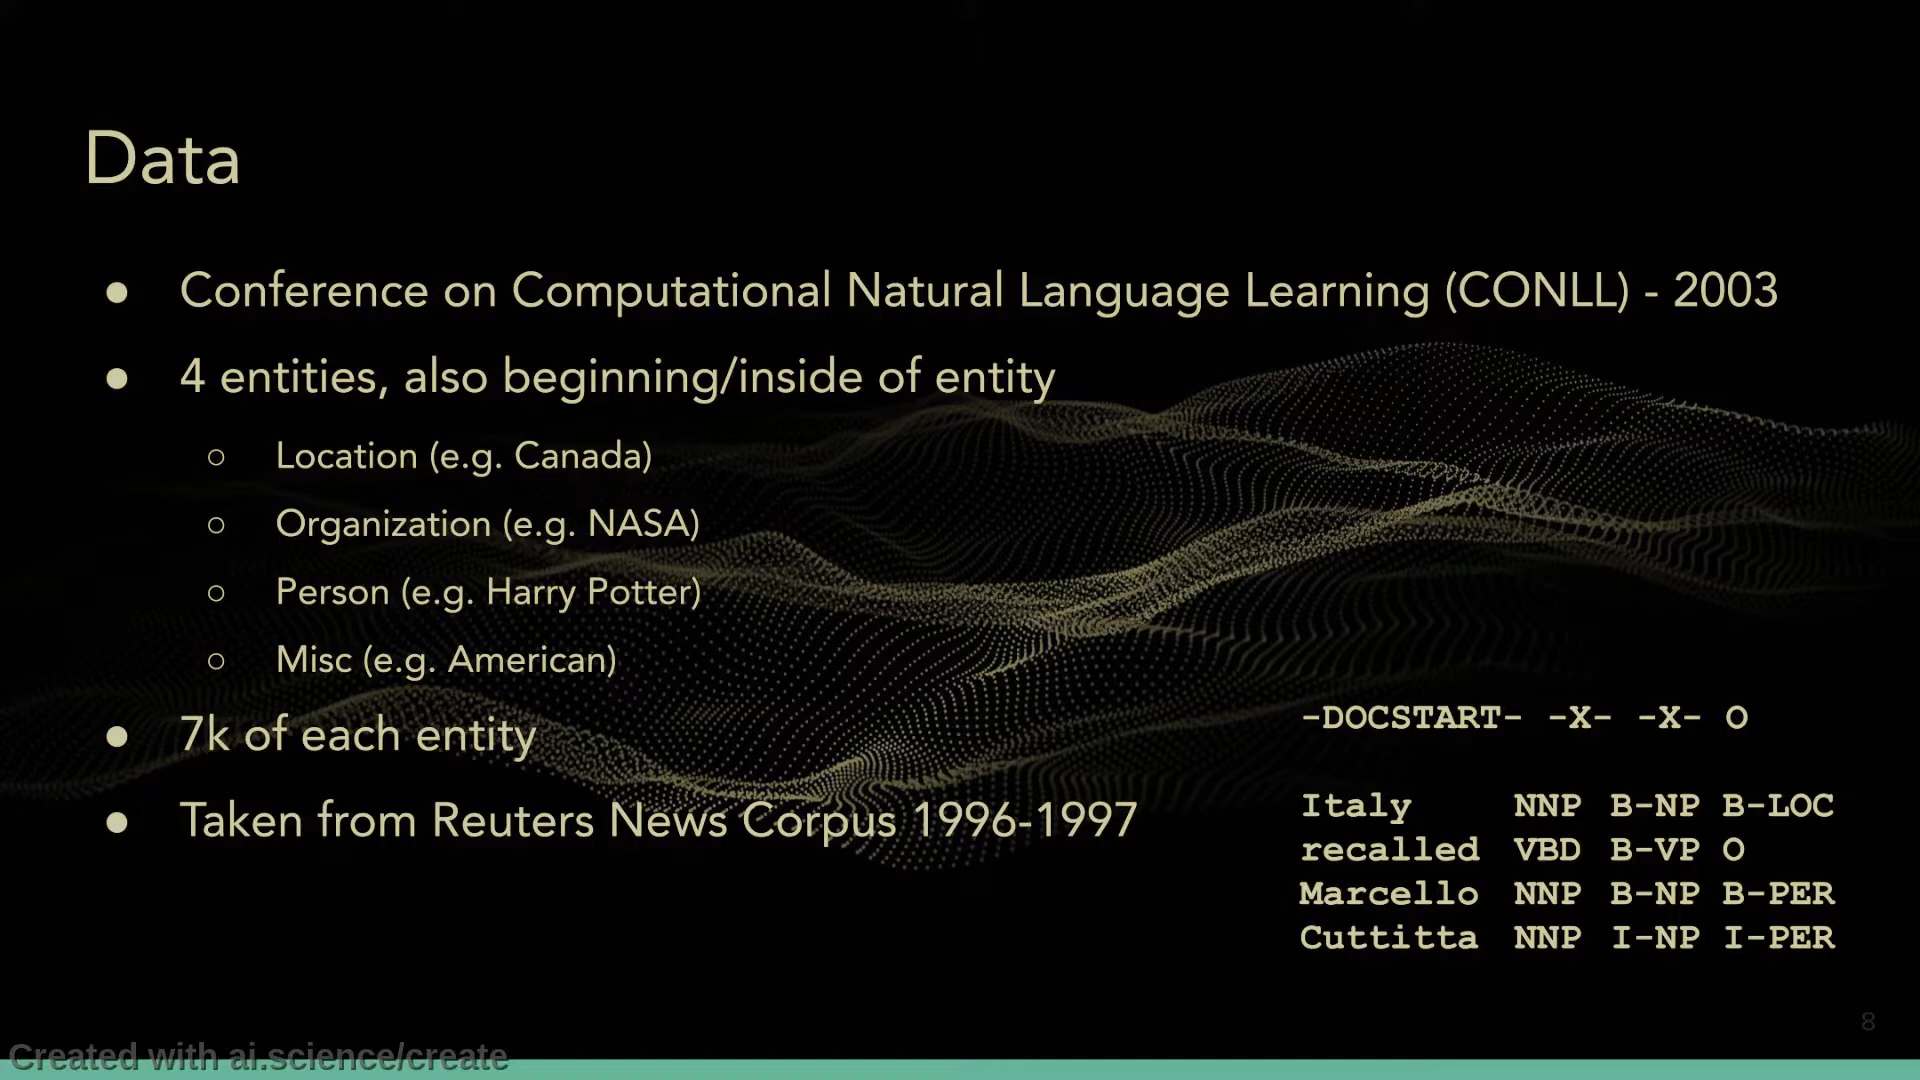 Data
● Conference on Computational Natural Language Learning (CONLL) - 2003
● 4 entities, also beginning/inside of entity
○ Location (e.g. Canada)
○ Organization (e.g. NASA)
○ Person (e.g. Harry Potter)
○ Misc (e.g. American)
● 7k of each entity
● Taken from Reuters News Corpus 1996-1997
-DOCSTART- -X- -X- O
Italy NNP B-NP B-LOC
recalled VBD B-VP O
Marcello NNP B-NP B-PER
Cuttitta NNP I-NP I-PER
8
Created with ai.science/create